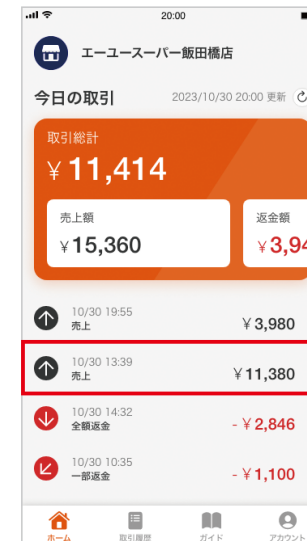 20:00
エーユースーパー飯田橋店
今日の取引
2023/10/30 20:00 更新
取引総計
¥ 11,414
売上額
¥ 15,360
返金額
¥ 3,94
10/30 19:55
売上
¥ 3,980
10/30 13:39
売上
¥ 11,380
10/30 14:32
全額返金
- ¥ 2,846
10/30 10:35
一部返金
- ¥ 1,100
ホーム
取引履歴
ガイド
アカウント